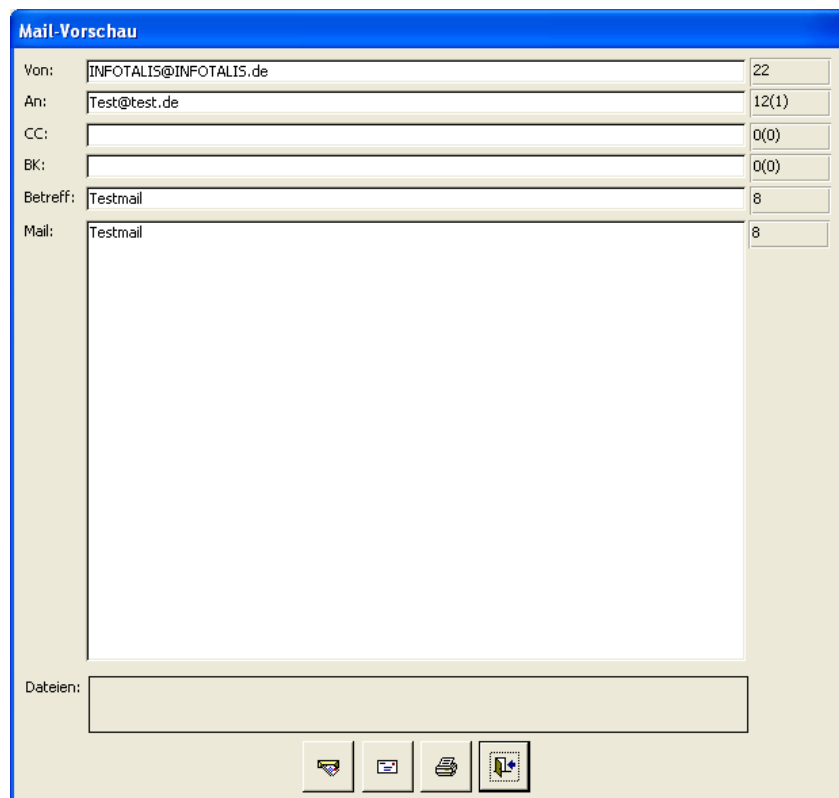 Mail-Vorschau
Von: INFOTALIS@INFOTALIS.de 22
An: Test@test.de 12(1)
CC: 0(0)
BK: 0(0)
Betreff: Testmail 8
Mail: Testmail 8
Dateien: